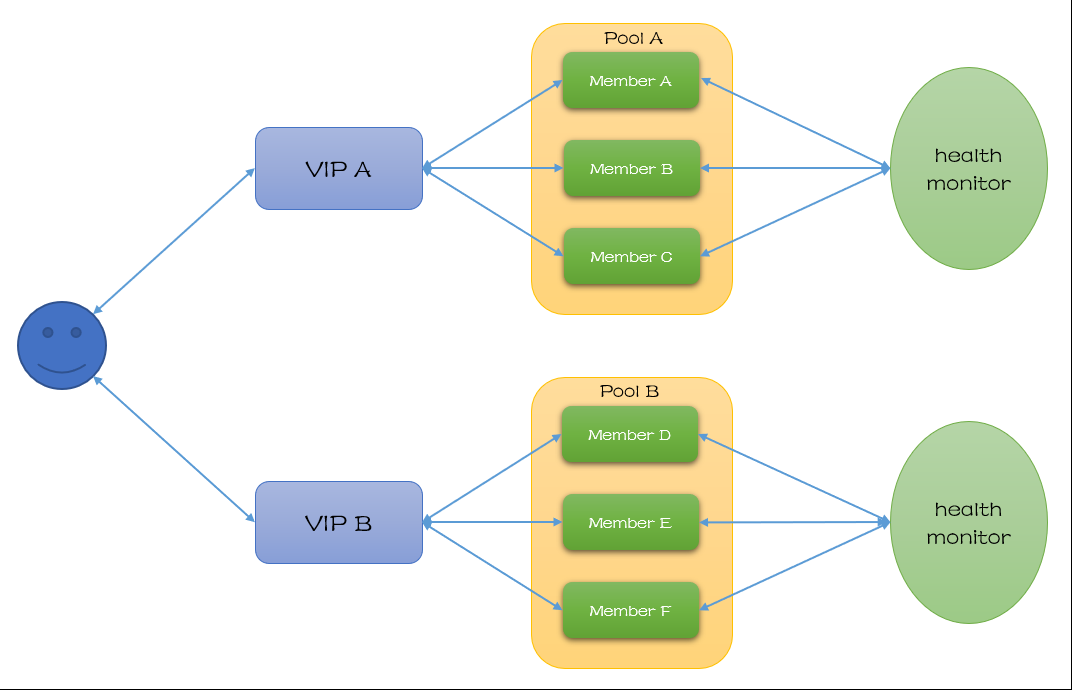 Pool A
Member A
VIP A
Member B
health
monitor
Member C
Pool B
Member D
VIP B
Member E
health
monitor
Member F